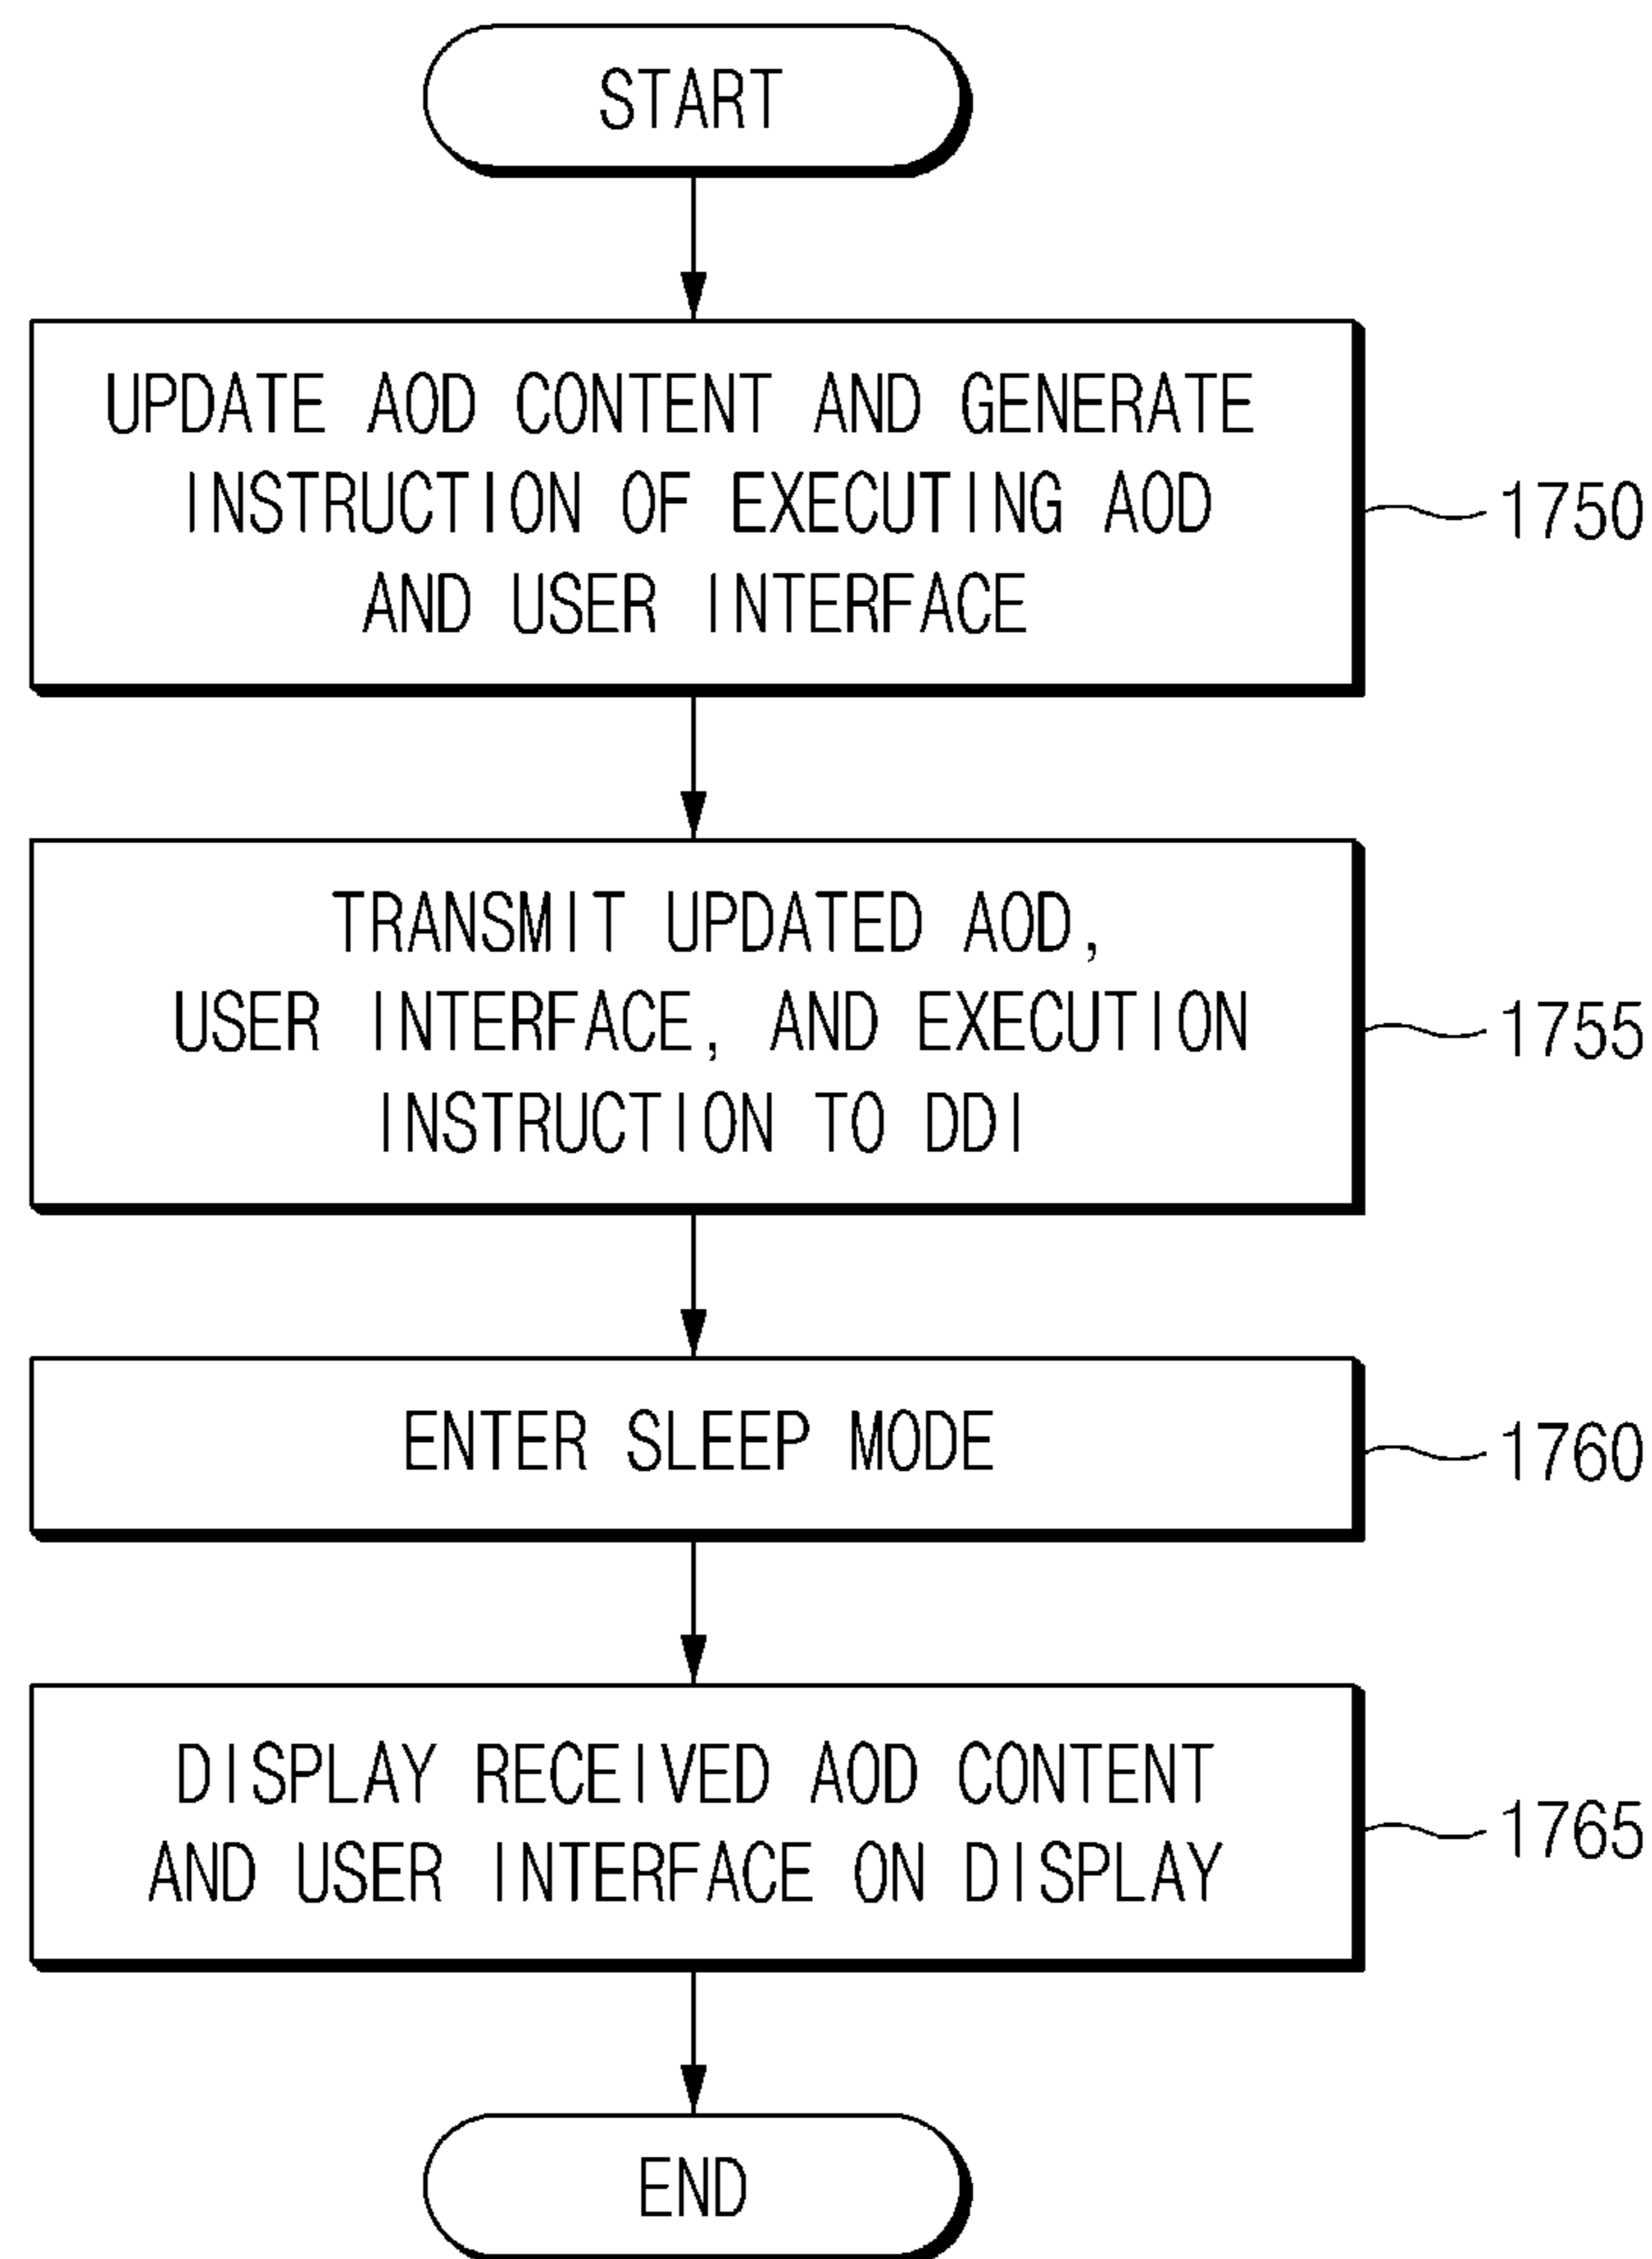 START
UPDATE AOD CONTENT AND GENERATE
INSTRUCTION OF EXECUTING AOD
AND USER INTERFACE
1750
TRANSMIT UPDATED AOD,
USER INTERFACE, AND EXECUTION
INSTRUCTION TO DDI
1755
ENTER SLEEP MODE
1760
DISPLAY RECEIVED AOD CONTENT
AND USER INTERFACE ON DISPLAY
1765
END